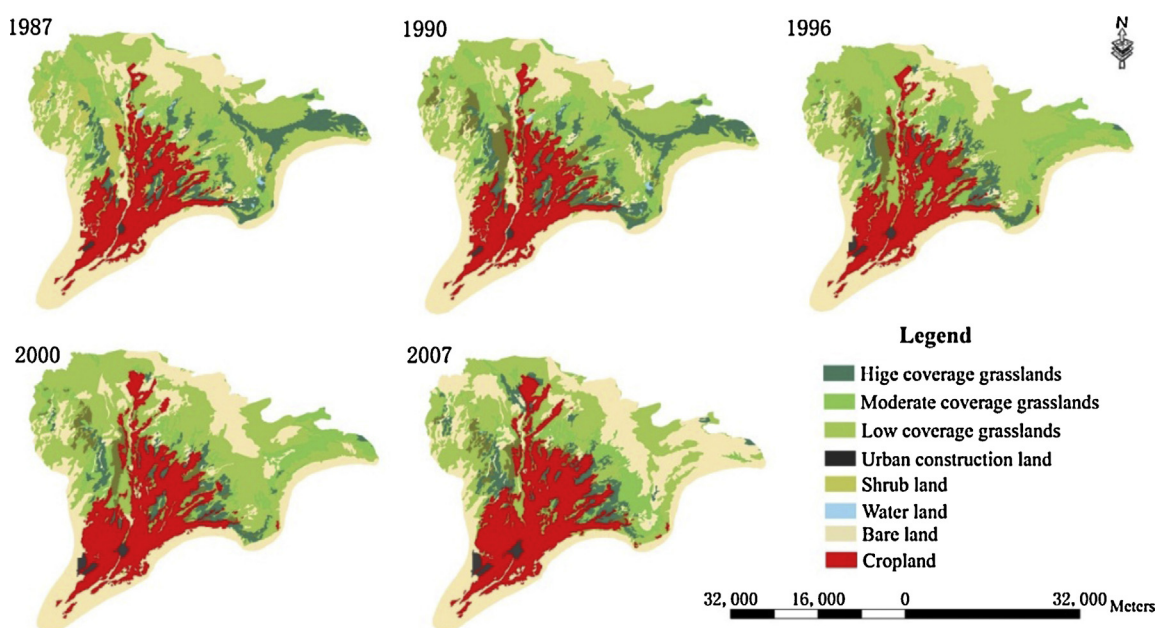 1987
1990
1996
N
2000
2007
Legend
Hige coverage grasslands
Moderate coverage grasslands
Low coverage grasslands
Urban construction land
Shrub land
Water land
Bare land
Cropland
32, 000 16, 000 0 32, 000 Meters